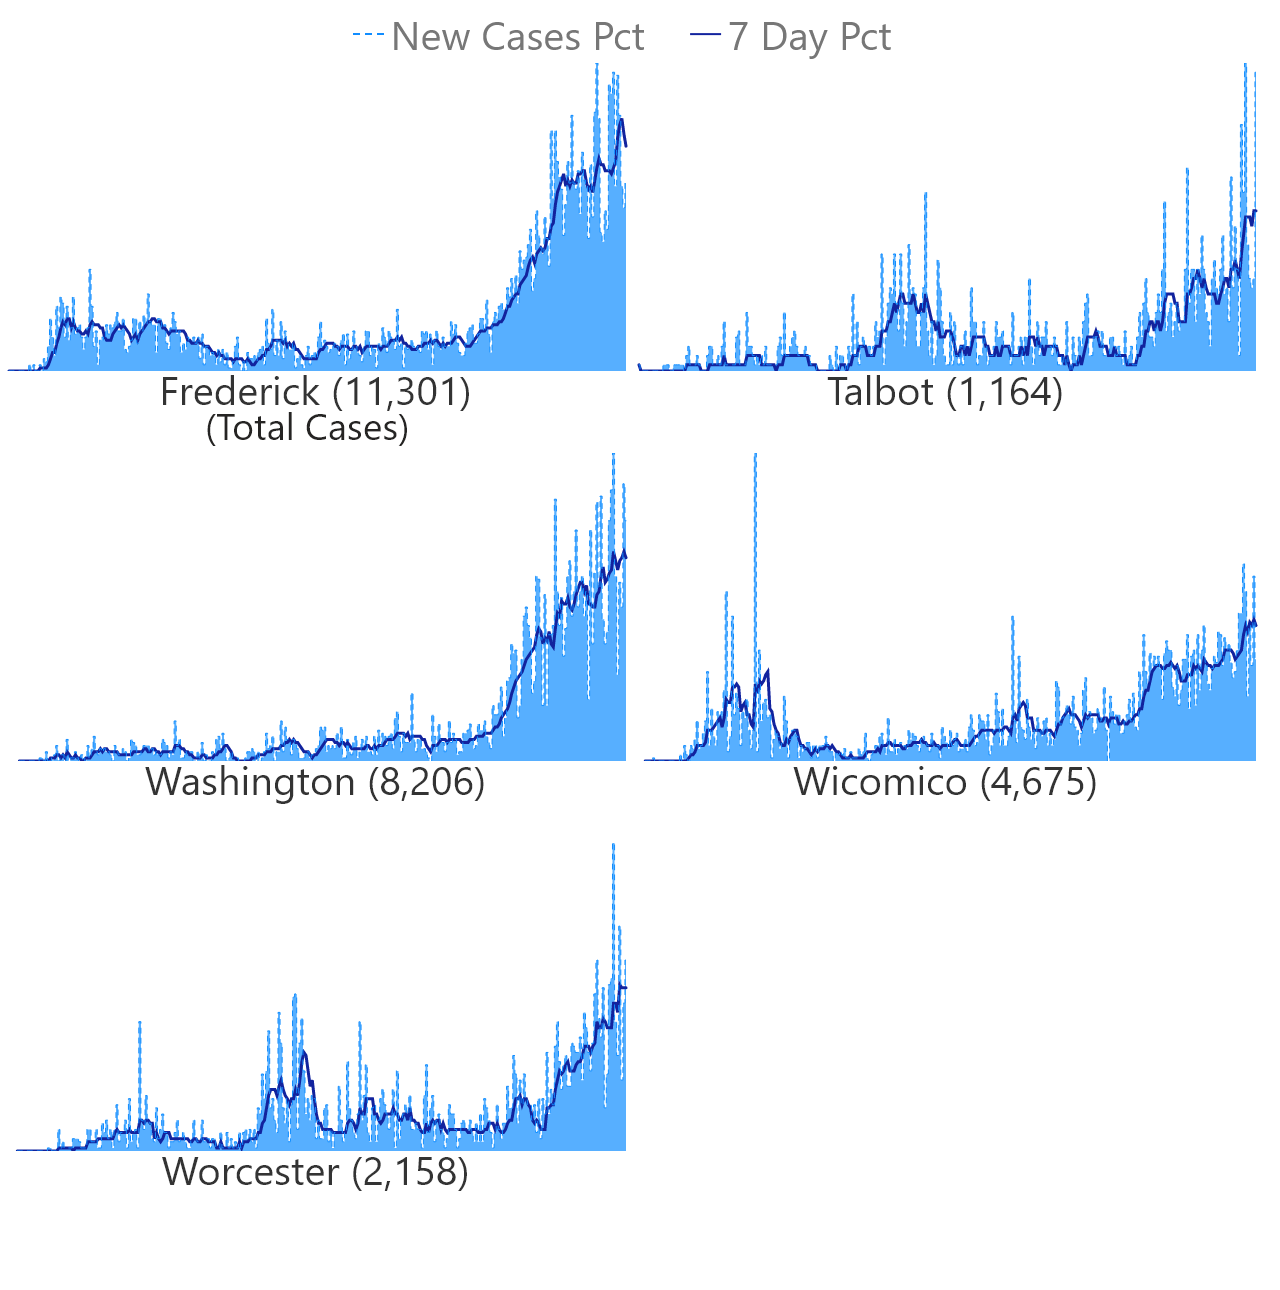 New Cases Pct 7 Day Pct
Frederick (11,301)
(Total Cases)
Talbot (1,164)
Washington (8,206)
Wicomico (4,675)
Worcester (2,158)